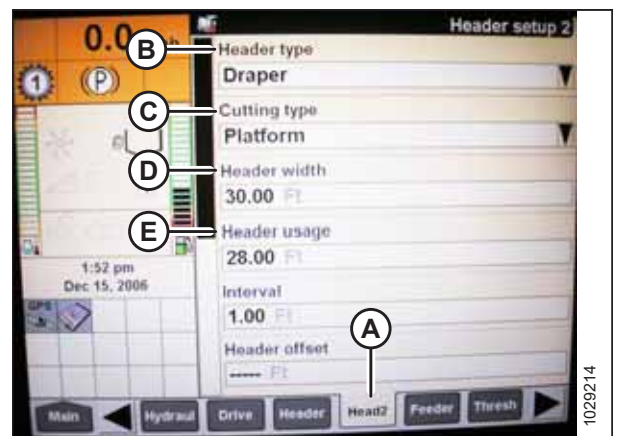 Header setup 2
0.0
B
Header type
1
P
Draper
C
Cutting type
Platform
D
Header width
30.00 Ft
E
Header usage
28.00 Ft
1:52 pm
Dec 15, 2006
Interval
1.00 Ft
GPS
A
Header offset
----- Ft
Main
Hydraul
Drive
Header
Head2
Feeder
Thresh
1029214